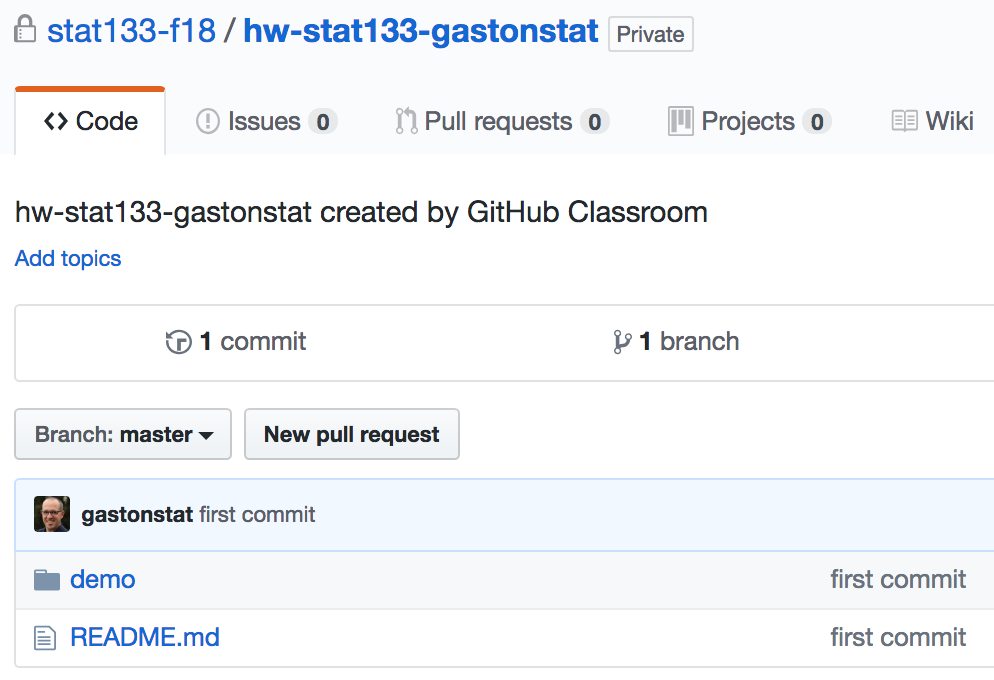 stat133-f18 / hw-stat133-gastonstat Private
Code Issues 0 Pull requests 0 Projects 0 Wiki
hw-stat133-gastonstat created by GitHub Classroom
Add topics
1 commit 1 branch
Branch: master New pull request
gastonstat first commit
demo first commit
README.md first commit